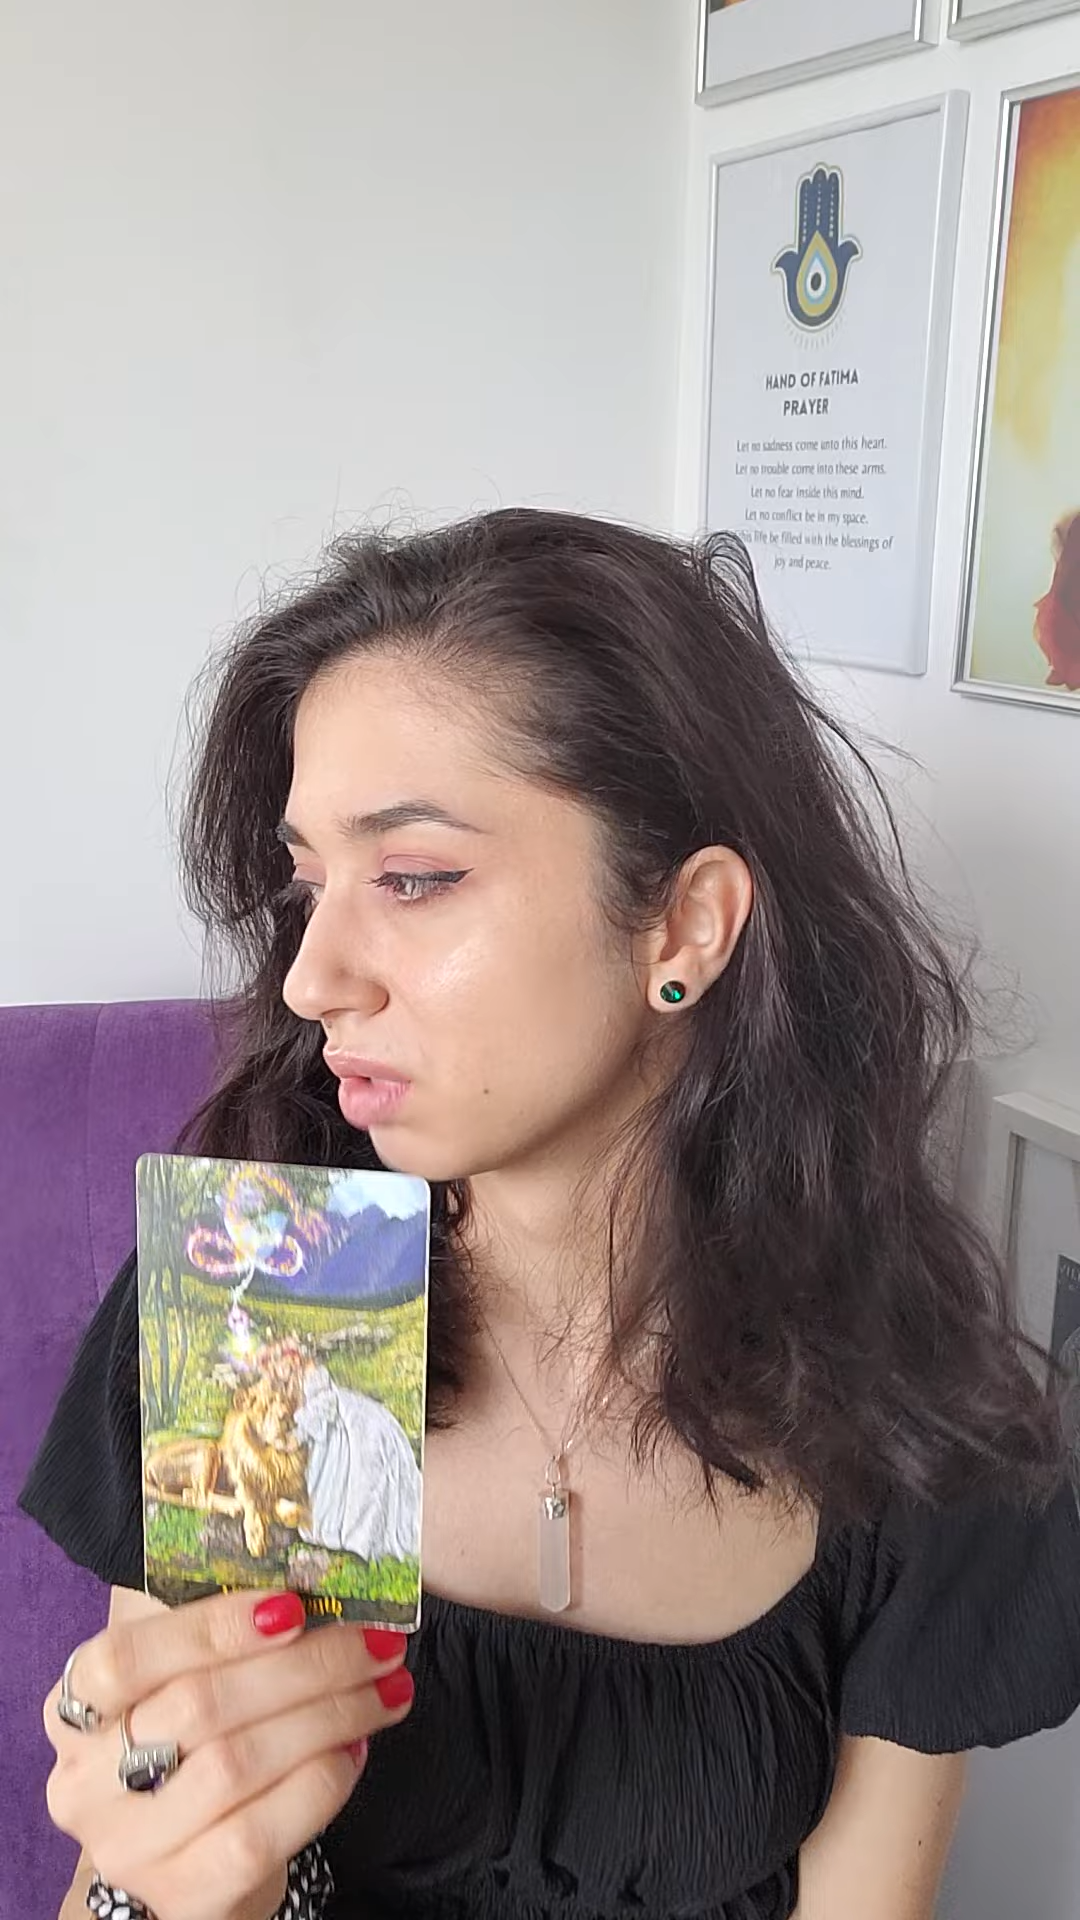 HAND OF FATIMA
PRAYER
Let no sadness come unto this heart.
Let no trouble come into these arms.
Let no fear inside this mind.
Let no conflict be in my space.
this life be filled with the blessings of
joy and peace.